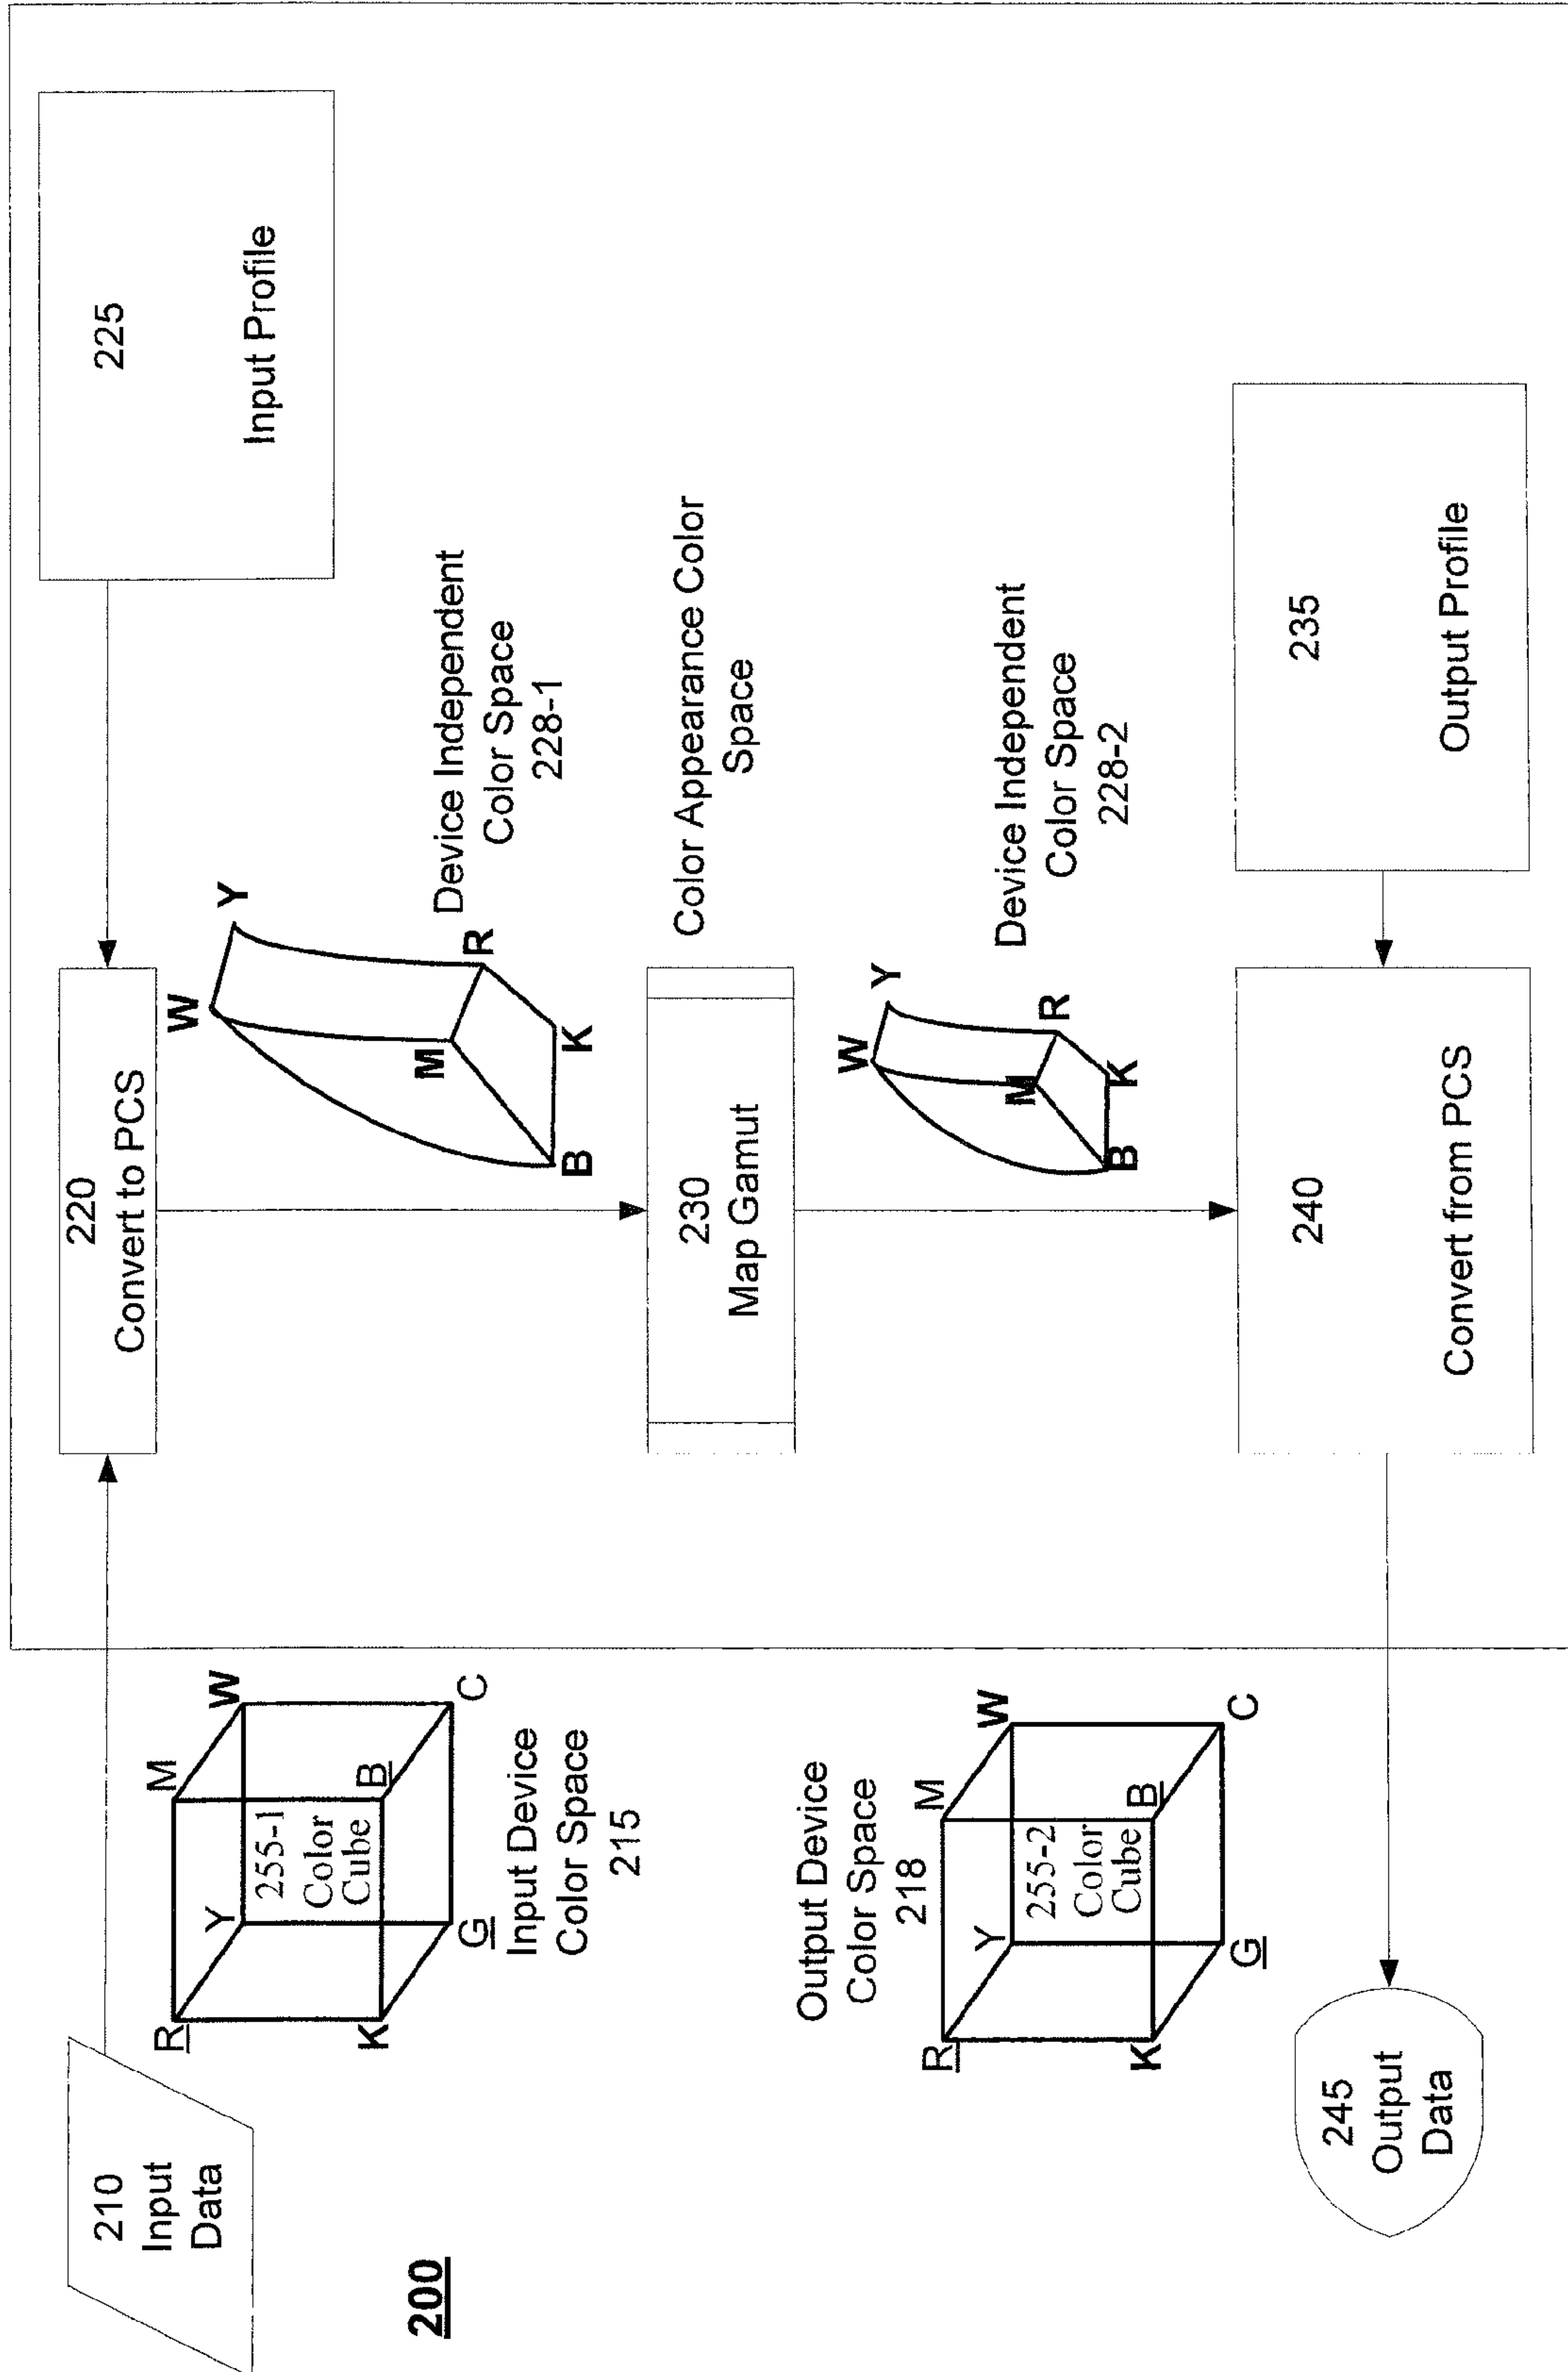 200
210
Input
Data
R
M
Y
W
255-1
Color
Cube
K
B
G
C
Input Device
Color Space
215
220
Convert to PCS
225
Input Profile
W
Y
M
R
B
K
Device Independent
Color Space
228-1
230
Map Gamut
Color Appearance Color
Space
Output Device
Color Space
218
R
M
Y
W
255-2
Color
Cube
K
B
G
C
W
Y
M
R
B
K
Device Independent
Color Space
228-2
245
Output
Data
240
Convert from PCS
235
Output Profile